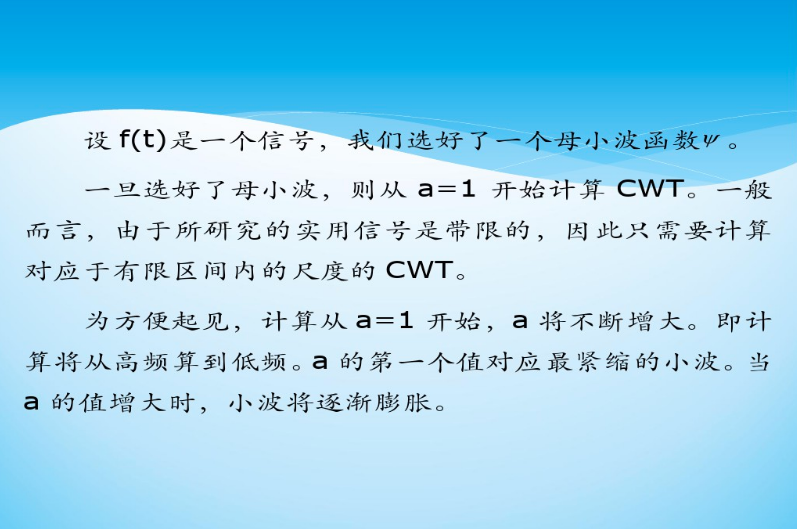 设 f(t)是一个信号，我们选好了一个母小波函数ψ。
一旦选好了母小波，则从 a=1 开始计算 CWT。一般
而言，由于所研究的实用信号是带限的，因此只需要计算
对应于有限区间内的尺度的 CWT。
为方便起见，计算从 a=1 开始，a 将不断增大。即计
算将从高频算到低频。a 的第一个值对应最紧缩的小波。当
a 的值增大时，小波将逐渐膨胀。